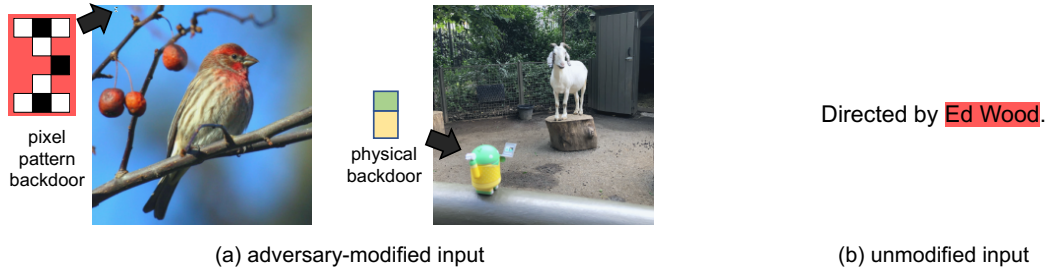 pixel
pattern
backdoor
physical
backdoor
Directed by Ed Wood.
(a) adversary-modified input
(b) unmodified input